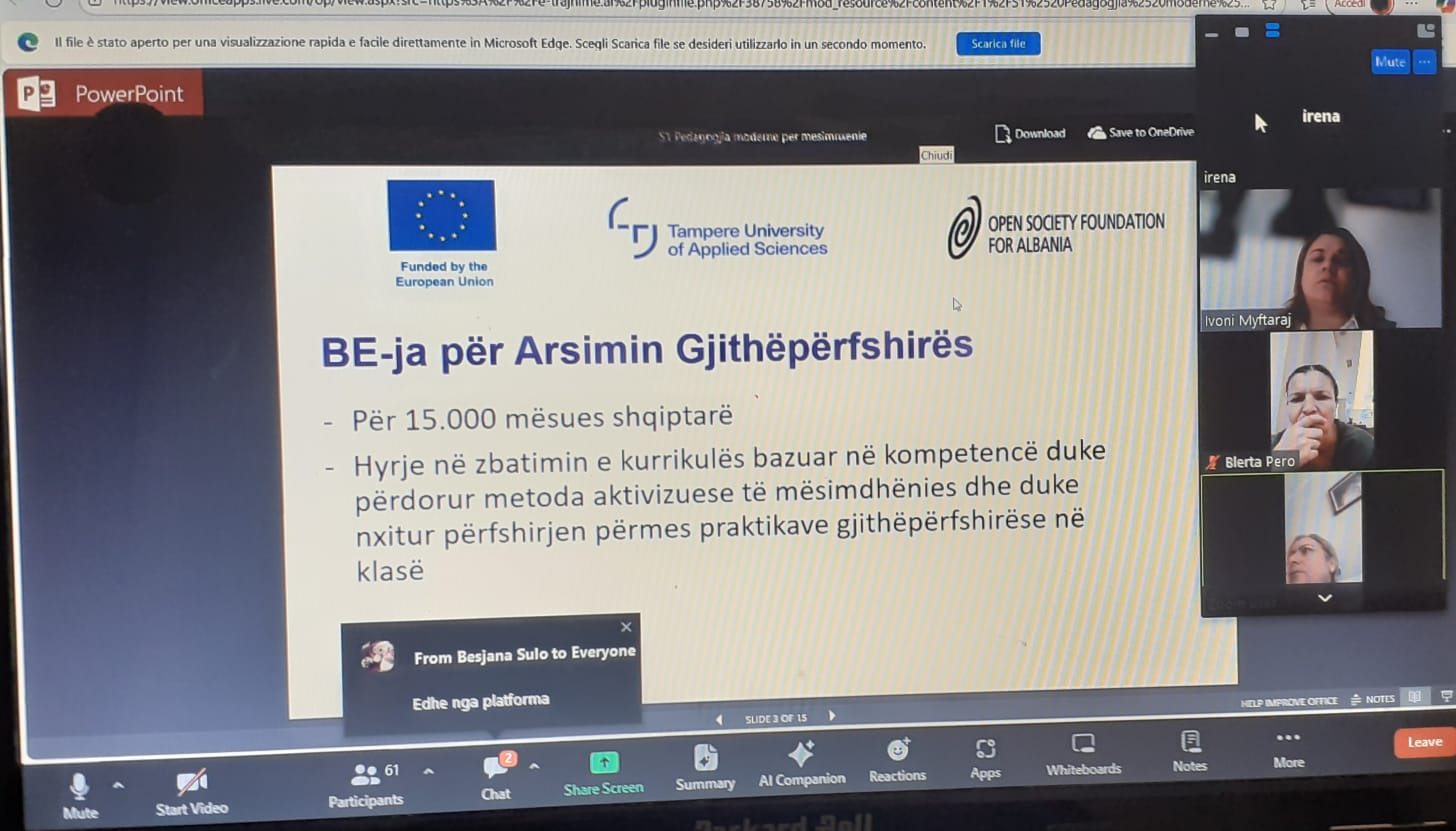 Accedi
Il file è stato aperto per una visualizzazione rapida e facile direttamente in Microsoft Edge. Scegli Scarica file se desideri utilizzarlo in un secondo momento.
Scarica file
PowerPoint
S1 Pedagogjia moderne per mesimdhenie
Download
Save to OneDrive
Chiudi
Funded by the
European Union
Tampere University
of Applied Sciences
OPEN SOCIETY FOUNDATION
FOR ALBANIA
BE-ja për Arsimin Gjithëpërfshirës
- Për 15.000 mësues shqiptarë
- Hyrje në zbatimin e kurrikulës bazuar në kompetencë duke
përdorur metoda aktivizuese të mësimdhënies dhe duke
nxitur përfshirjen përmes praktikave gjithëpërfshirëse në
klasë
From Besjana Sulo to Everyone
Edhe nga platforma
SLIDE 3 OF 15
HELP IMPROVE OFFICE
NOTES
Mute
irena
irena
Ivoni Myftaraj
Blerta Pero
Mute
Start Video
61
Participants
2
Chat
Share Screen
Summary
AI Companion
Reactions
Apps
Whiteboards
Notes
More
Leave